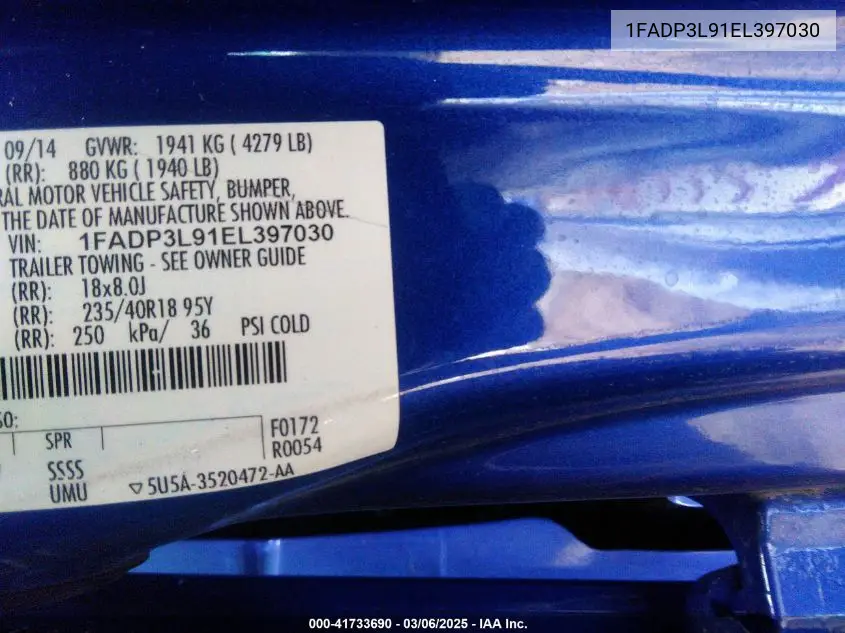 1FADP3L91EL397030
09/14 GVWR: 1941 KG ( 4279 LB)
(RR): 880 KG ( 1940 LB)
RAL MOTOR VEHICLE SAFETY, BUMPER,
THE DATE OF MANUFACTURE SHOWN ABOVE.
VIN: 1FADP3L91EL397030
TRAILER TOWING - SEE OWNER GUIDE
(RR): 18x8.0J
(RR): 235/40R18 95Y
(RR): 250 kPa/ 36 PSI COLD
60:
SPR
F0172
R0054
SSSS
UMU
5U5A-3520472-AA
000-41733690 - 03/06/2025 - IAA Inc.